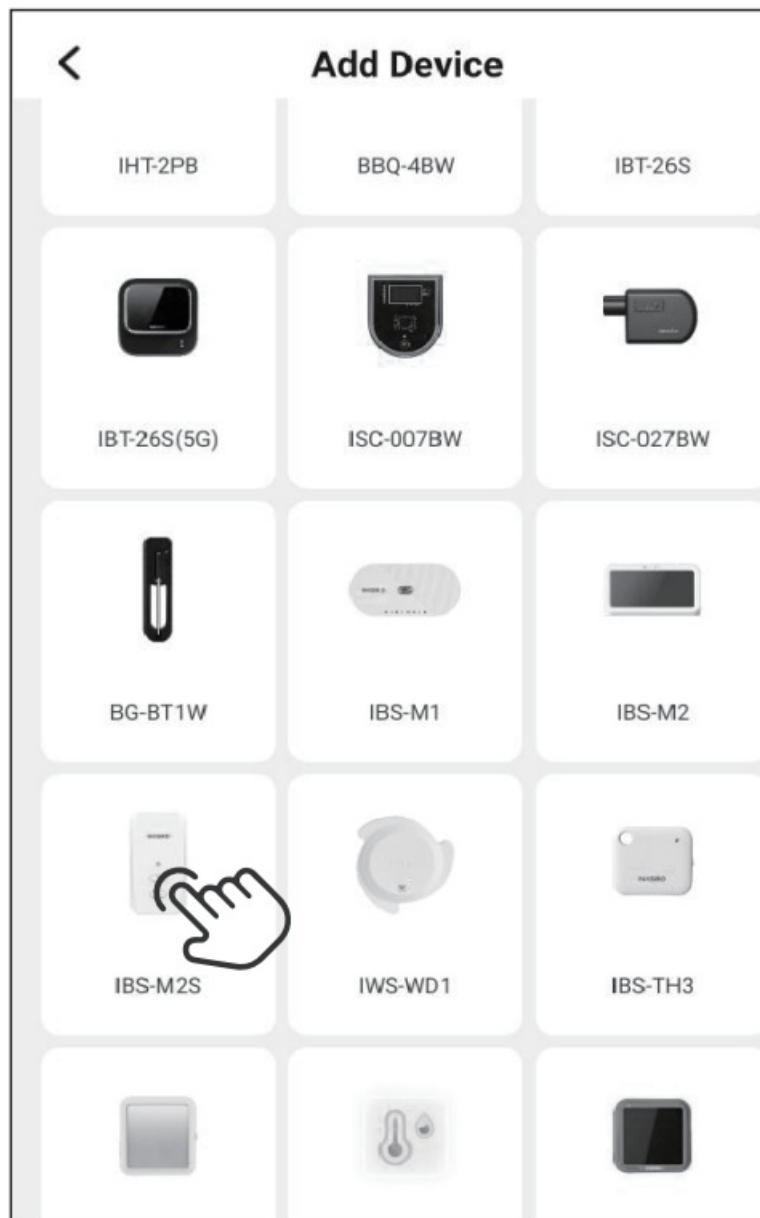 Add Device
IHT-2PB
BBQ-4BW
IBT-26S
IBT-26S(5G)
ISC-007BW
ISC-027BW
BG-BT1W
IBS-M1
IBS-M2
IBS-M2S
IWS-WD1
IBS-TH3